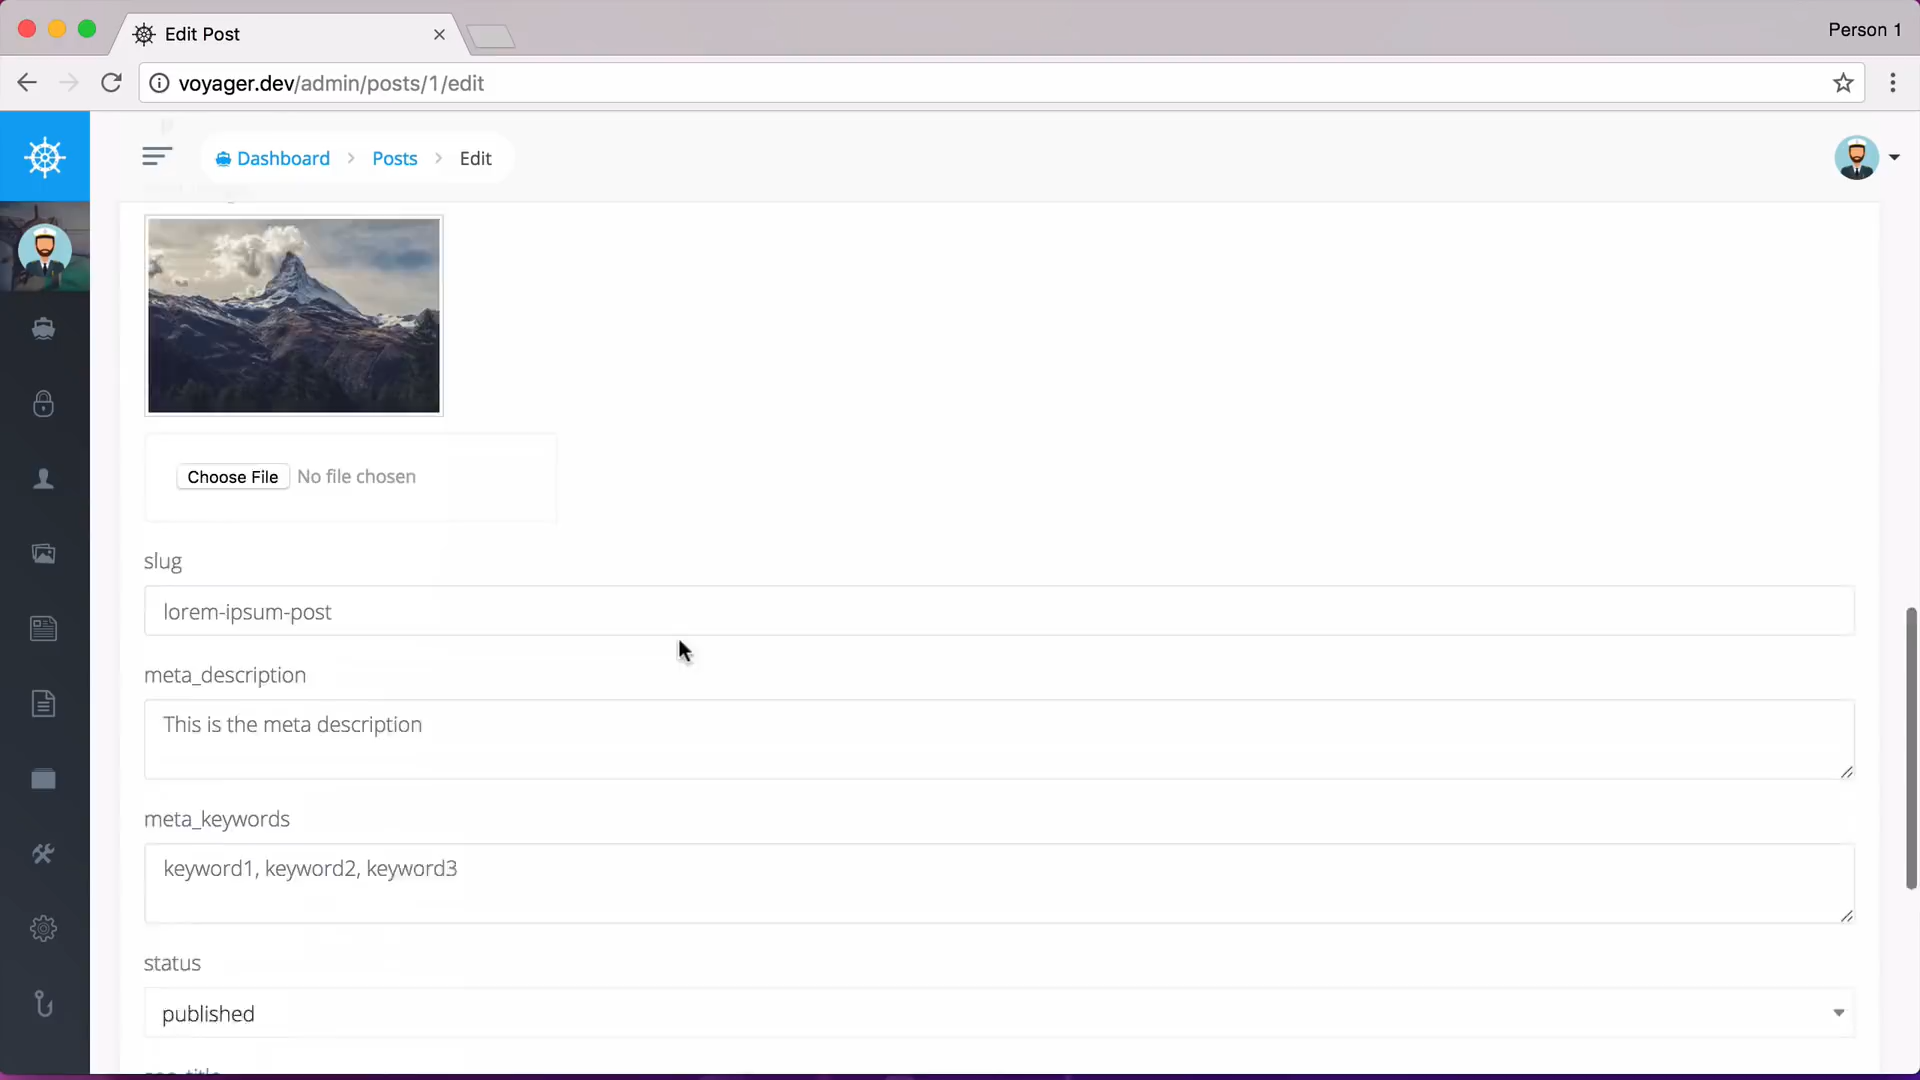 Edit Post
Person 1
voyager.dev/admin/posts/1/edit
Dashboard > Posts > Edit
Choose File No file chosen
slug
lorem-ipsum-post
meta_description
This is the meta description
meta_keywords
keyword1, keyword2, keyword3
status
published